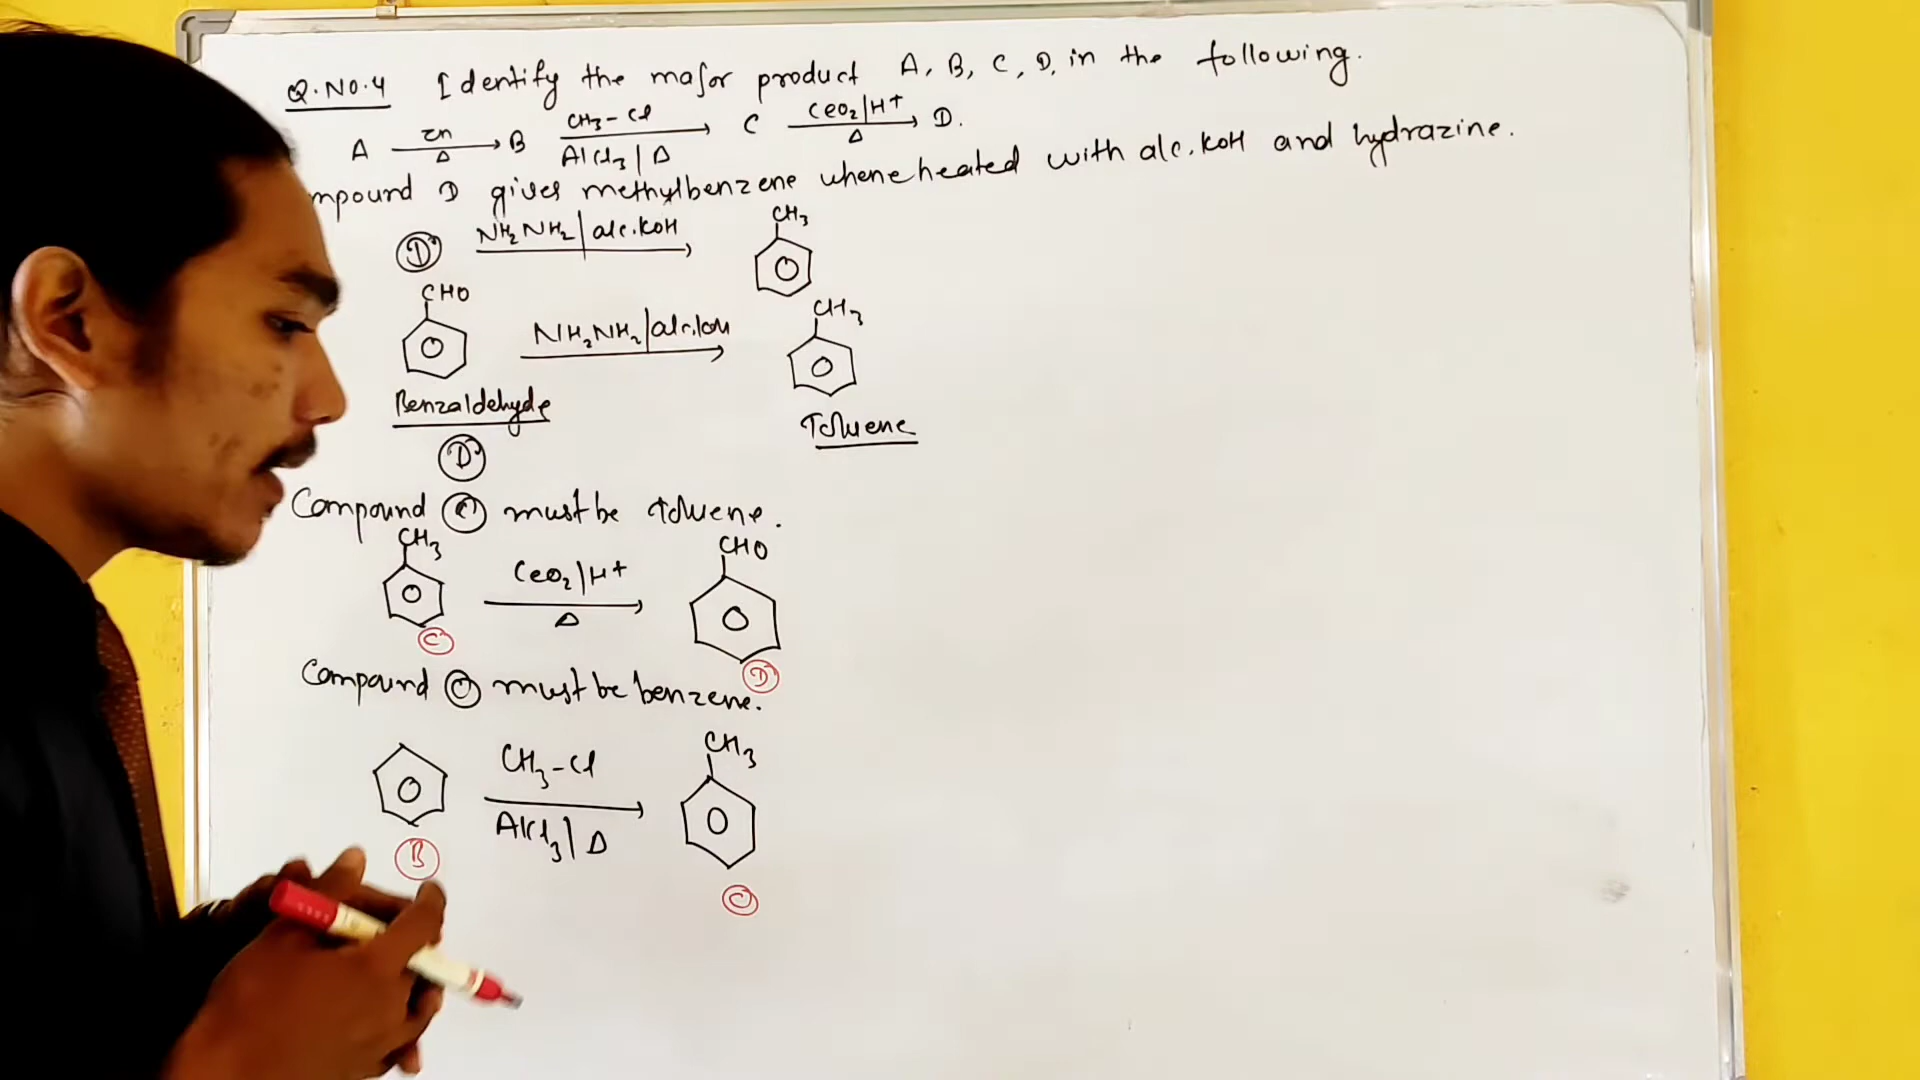 Q.NO.4 Identify the major product A, B, C, D, in the following.
A Zn Δ B CH3-Cl AlCl3 | Δ C CeO2|H+ Δ D.
mpound D gives methylbenzene whene heated with alc. KOH and hydrazine.
D NH2NH2 | alc.KOH CH3
CHO NH2NH2 | alc.KOH CH3
Benzaldehyde Toluene
D
Compound C must be toluene.
CH3 CeO2|H+ Δ CHO
C D
Compound must be benzene.
CH3-Cl AlCl3 | Δ CH3
B C